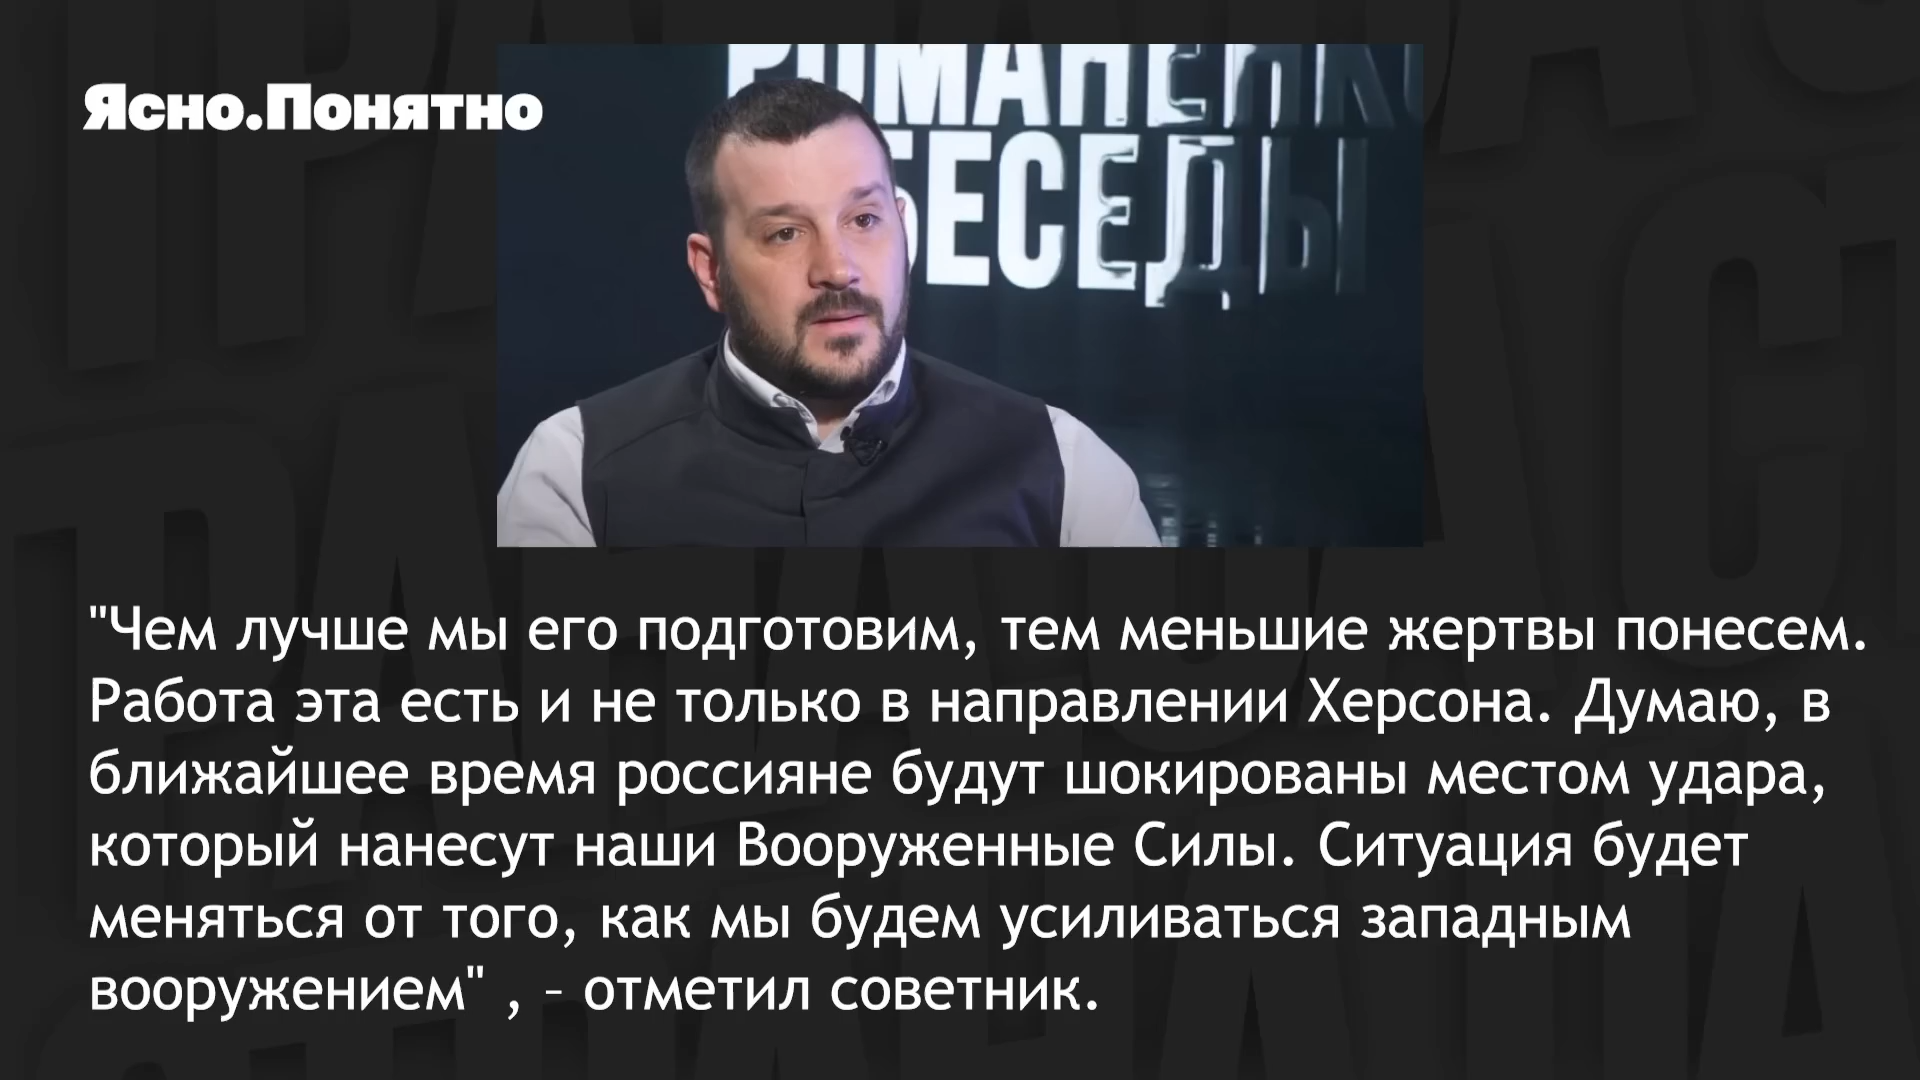 Ясно.Понятно
РОМАНЕНКО
БЕСЕДЫ
"Чем лучше мы его подготовим, тем меньшие жертвы понесем.
Работа эта есть и не только в направлении Херсона. Думаю, в
ближайшее время россияне будут шокированы местом удара,
который нанесут наши Вооруженные Силы. Ситуация будет
меняться от того, как мы будем усиливаться западным
вооружением" , – отметил советник.